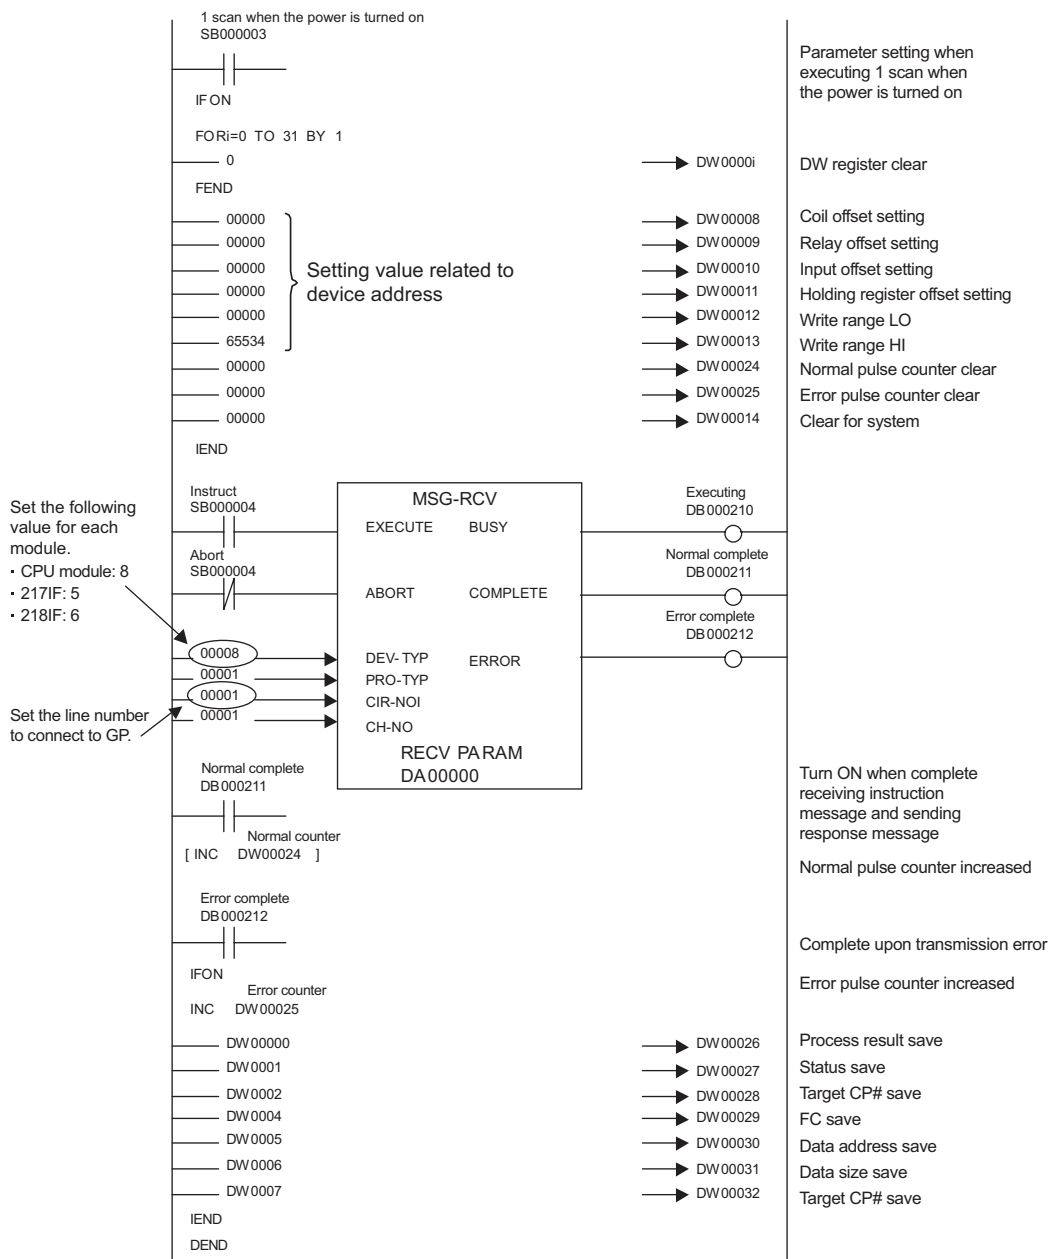 1 scan when the power is turned on
SB000003
Parameter setting when
executing 1 scan when
the power is turned on
IFON
FORi=0 TO 31 BY 1
0 DW0000i DW register clear
FEND
00000 DW00008 Coil offset setting
00000 DW00009 Relay offset setting
00000 DW00010 Input offset setting
00000 DW00011 Holding register offset setting
00000 DW00012 Write range LO
65534 DW00013 Write range HI
Setting value related to
device address
00000 DW00024 Normal pulse counter clear
00000 DW00025 Error pulse counter clear
00000 DW00014 Clear for system
IEND
Set the following
value for each
module.
・CPU module: 8
・217IF: 5
・218IF: 6
Instruct
SB000004
Abort
SB000004
00008
00001
00001
00001
Set the line number
to connect to GP.
MSG-RCV
EXECUTE BUSY
ABORT COMPLETE
DEV-TYP ERROR
PRO-TYP
CIR-NOI
CH-NO
RECV PARAM
DA00000
Executing
DB000210
Normal complete
DB000211
Error complete
DB000212
Normal complete
DB000211
Normal counter
[ INC DW00024 ]
Turn ON when complete
receiving instruction
message and sending
response message
Normal pulse counter increased
Error complete
DB000212
Complete upon transmission error
IFON
Error counter
INC DW00025
Error pulse counter increased
DW00000 DW00026 Process result save
DW0001 DW00027 Status save
DW0002 DW00028 Target CP# save
DW0004 DW00029 FC save
DW0005 DW00030 Data address save
DW0006 DW00031 Data size save
DW0007 DW00032 Target CP# save
IEND
DEND